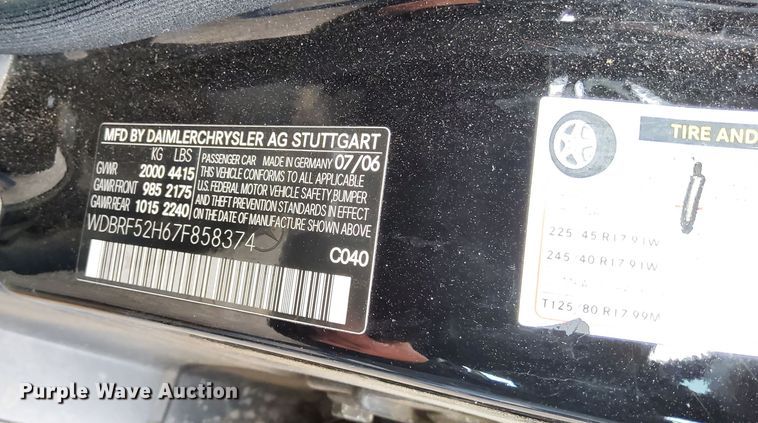 MFD BY DAIMLERCHRYSLER AG STUTTGART
KG LBS
GVWR 2000 4415
GAWR FRONT 985 2175
GAWR REAR 1015 2240
PASSENGER CAR MADE IN GERMANY 07/06
THIS VEHICLE CONFORMS TO ALL APPLICABLE
U.S. FEDERAL MOTOR VEHICLE SAFETY, BUMPER
AND THEFT PREVENTION STANDARDS IN EFFECT
ON THE DATE OF MANUFACTURE SHOWN ABOVE
WDBRF52H67F858374
C040
TIRE AND
225/45 R17 91W
245/40 R17 91W
T125/80 R17 99M
Purple Wave Auction